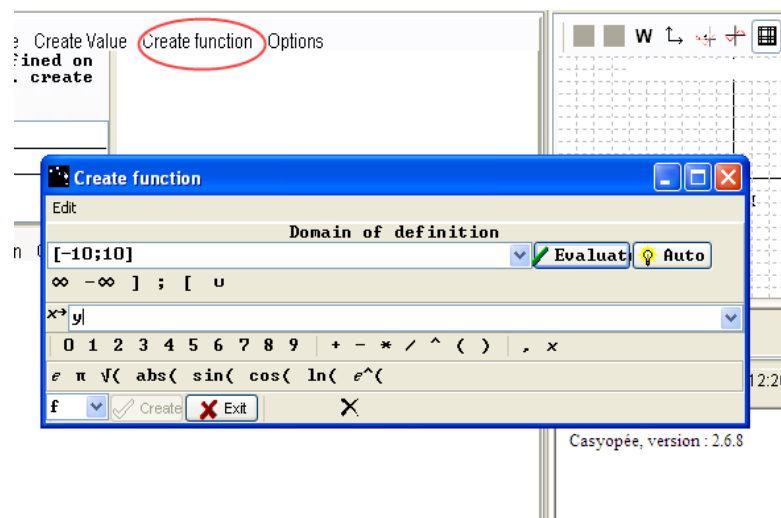 e Create Value Create function Options
W
fined on
. create
Create function
Edit
Domain of definition
[-10;10] Evaluat Auto
∞ -∞ ] ; [ ∪
x→ y
0 1 2 3 4 5 6 7 8 9 + - * / ^ ( ) , x
e π √( abs( sin( cos( ln( e^(
f Create Exit
12:20
Casyopée, version : 2.6.8